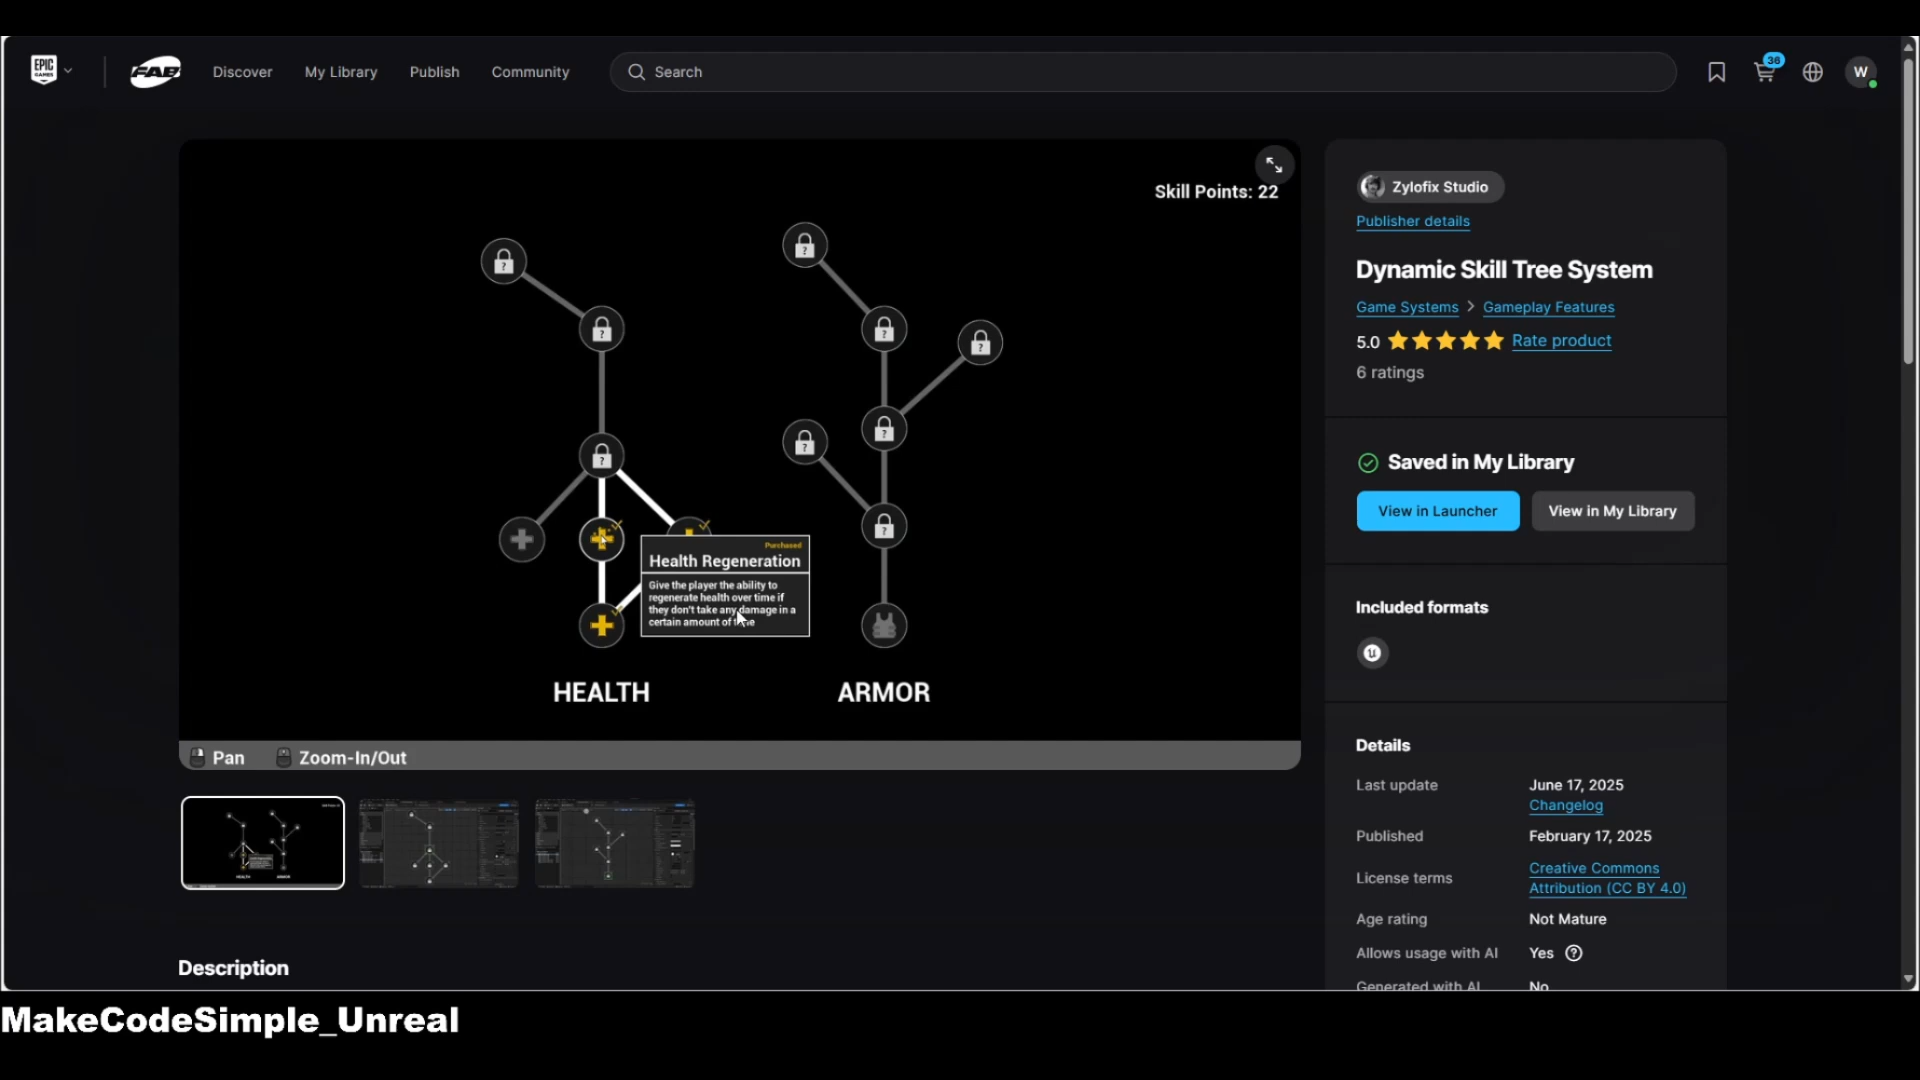 EPIC
GAMES
FAB
Discover
My Library
Publish
Community
Search
36
W
Skill Points: 22
Purchased
Health Regeneration
Give the player the ability to
regenerate health over time if
they don't take any damage in a
certain amount of
HEALTH
ARMOR
Pan
Zoom-In/Out
Zylofix Studio
Publisher details
Dynamic Skill Tree System
Game Systems > Gameplay Features
5.0
Rate product
6 ratings
Saved in My Library
View in Launcher
View in My Library
Included formats
Details
Last update
June 17, 2025
Changelog
Published
February 17, 2025
License terms
Creative Commons
Attribution (CC BY 4.0)
Age rating
Not Mature
Allows usage with AI
Yes
Generated with AI
No
Description
MakeCodeSimple_Unreal